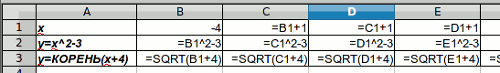 A B C D E
1 x -4 =B1+1 =C1+1 =D1+1
2 y=x^2-3 =B1^2-3 =C1^2-3 =D1^2-3 =E1^2-3
3 y=КОРЕНЬ(x+4) =SQRT(B1+4) =SQRT(C1+4) =SQRT(D1+4) =SQRT(E1+4) =S